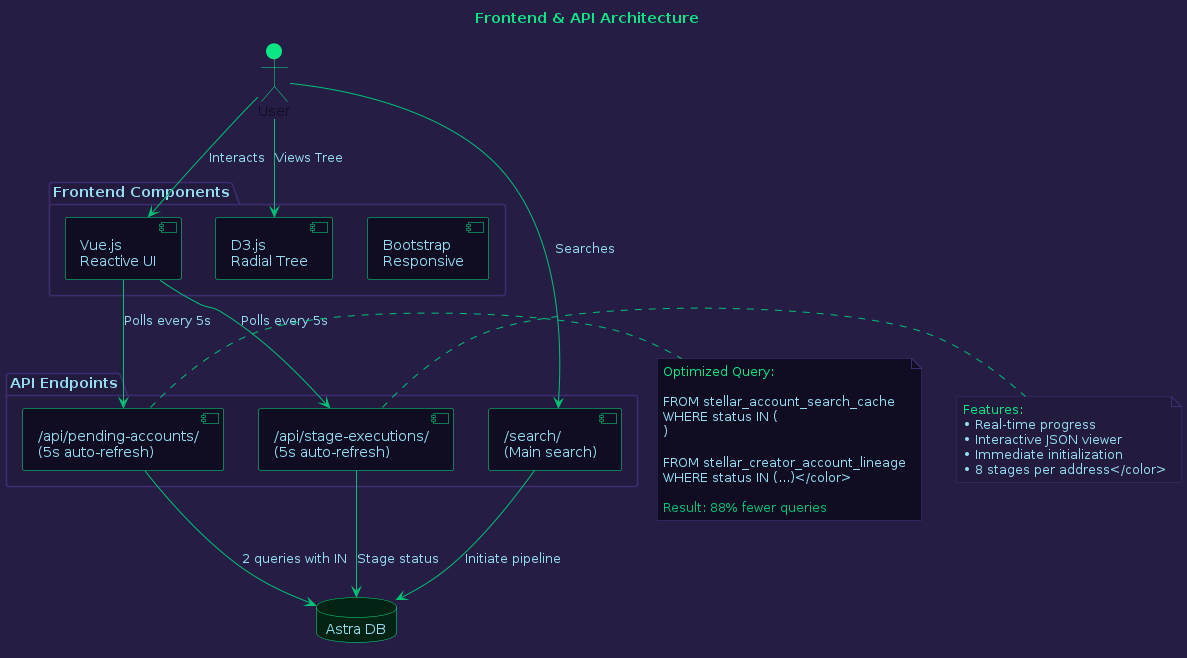 Frontend & API Architecture
User
Interacts
Views Tree
Frontend Components
Vue.js
Reactive UI
D3.js
Radial Tree
Bootstrap
Responsive
Searches
Polls every 5s
Polls every 5s
API Endpoints
/api/pending-accounts/
(5s auto-refresh)
/api/stage-executions/
(5s auto-refresh)
/search/
(Main search)
Optimized Query:
FROM stellar_account_search_cache
WHERE status IN (
)
FROM stellar_creator_account_lineage
WHERE status IN (...)</color>
Result: 88% fewer queries
Features:
• Real-time progress
• Interactive JSON viewer
• Immediate initialization
• 8 stages per address</color>
2 queries with IN
Stage status
Initiate pipeline
Astra DB